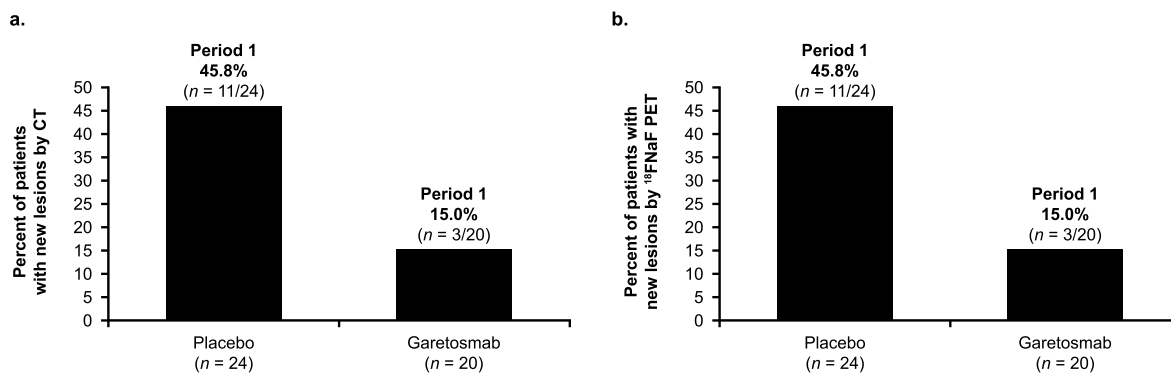 a.
Percent of patients
with new lesions by CT
50
45
40
35
30
25
20
15
10
5
0
Period 1
45.8%
(n = 11/24)
Period 1
15.0%
(n = 3/20)
Placebo
(n = 24)
Garetosmab
(n = 20)
b.
Percent of patients with
new lesions by ¹⁸FNaF PET
50
45
40
35
30
25
20
15
10
5
0
Period 1
45.8%
(n = 11/24)
Period 1
15.0%
(n = 3/20)
Placebo
(n = 24)
Garetosmab
(n = 20)